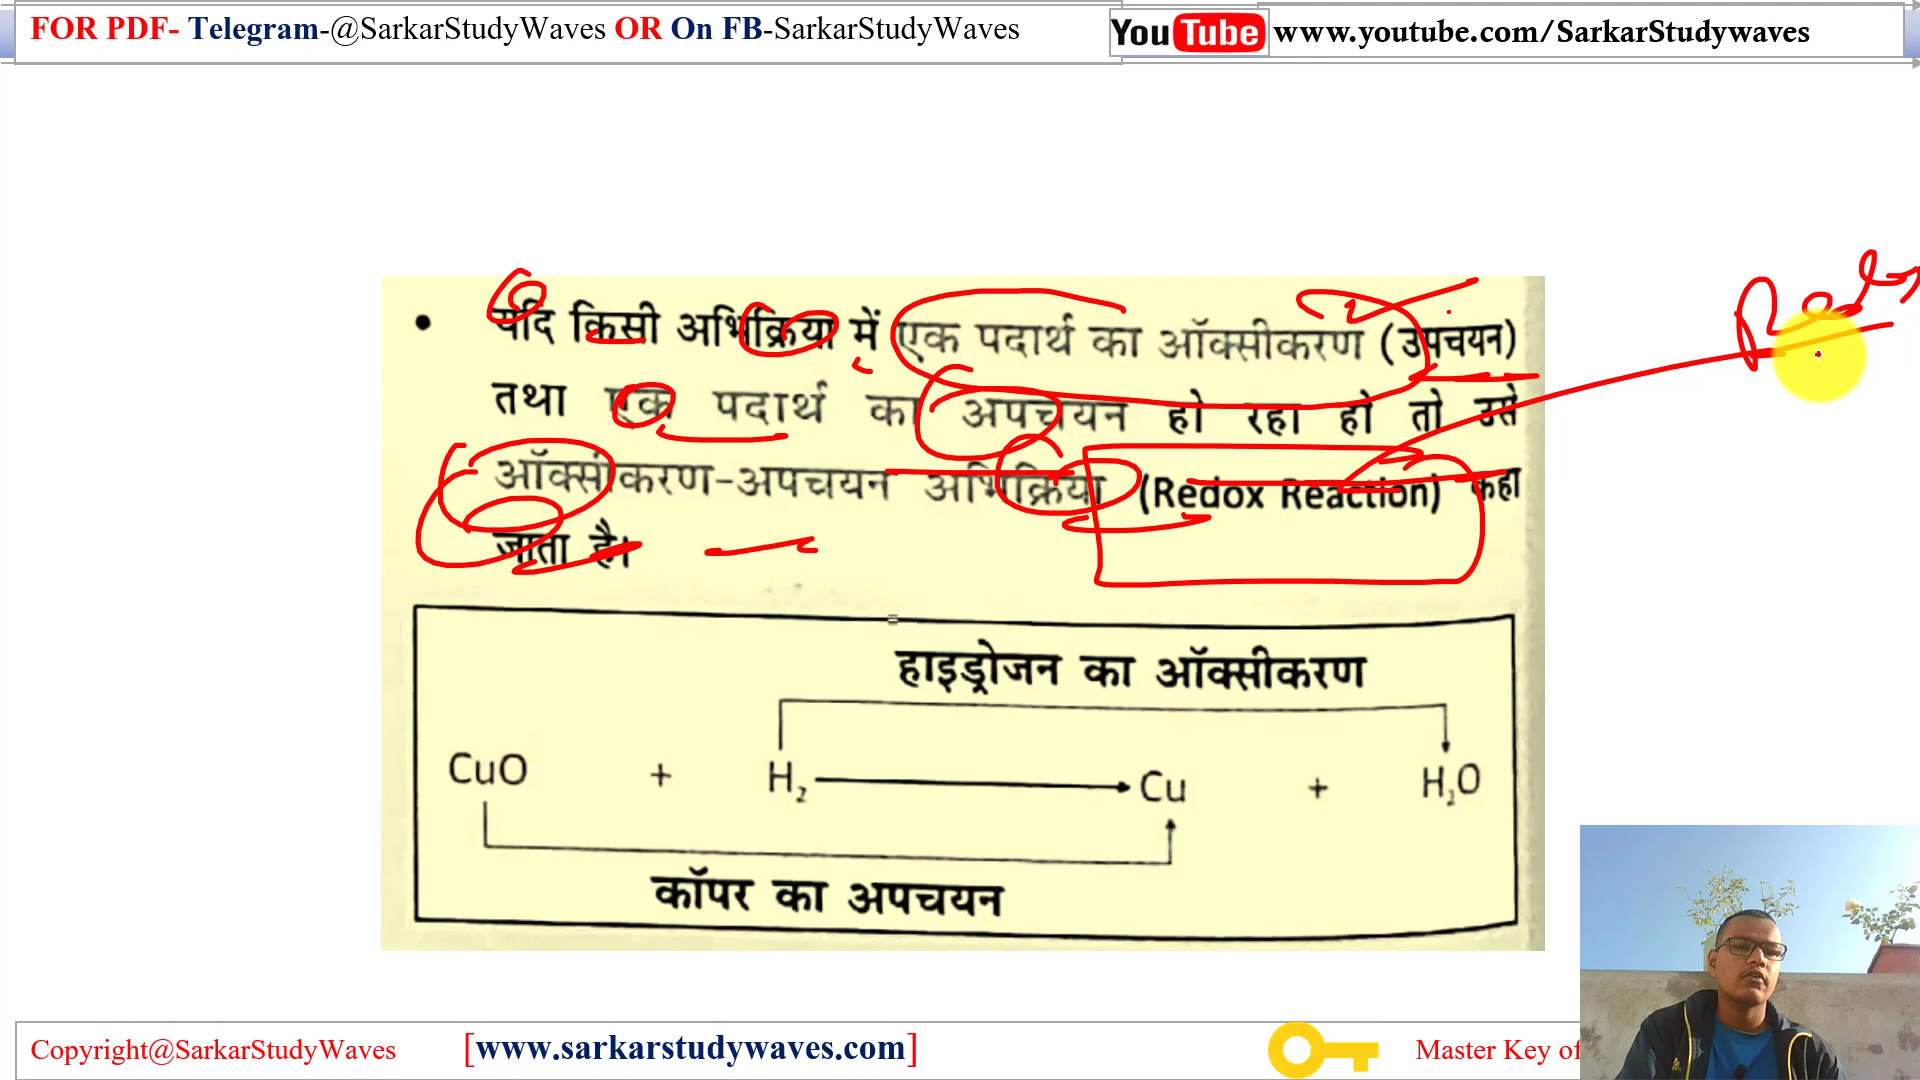 FOR PDF- Telegram-@SarkarStudyWaves OR On FB-SarkarStudyWaves
YouTube www.youtube.com/SarkarStudywaves
• यदि किसी अभिक्रिया में एक पदार्थ का ऑक्सीकरण (उपचयन)
तथा एक पदार्थ का अपचयन हो रहा हो तो उसे
ऑक्सीकरण-अपचयन अभिक्रिया (Redox Reaction) कहा
जाता है।
हाइड्रोजन का ऑक्सीकरण
CuO + H₂ → Cu + H₂O
कॉपर का अपचयन
Copyright@SarkarStudyWaves
[www.sarkarstudywaves.com]
Master Key of